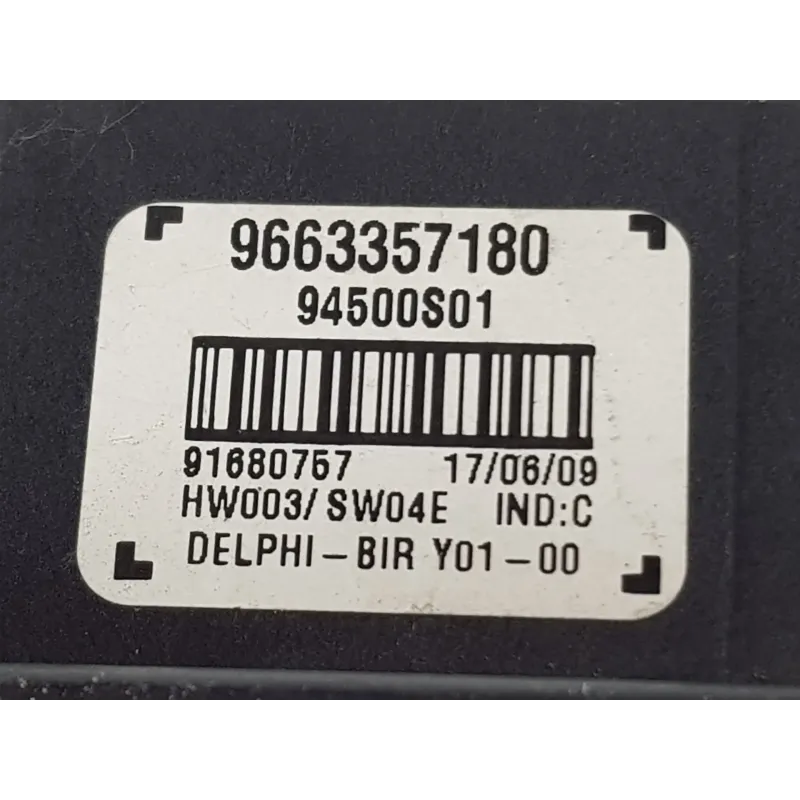 9663357180
94500S01
91680757 17/06/09
HW003/ SW04E IND:C
DELPHI-BIR Y01-00